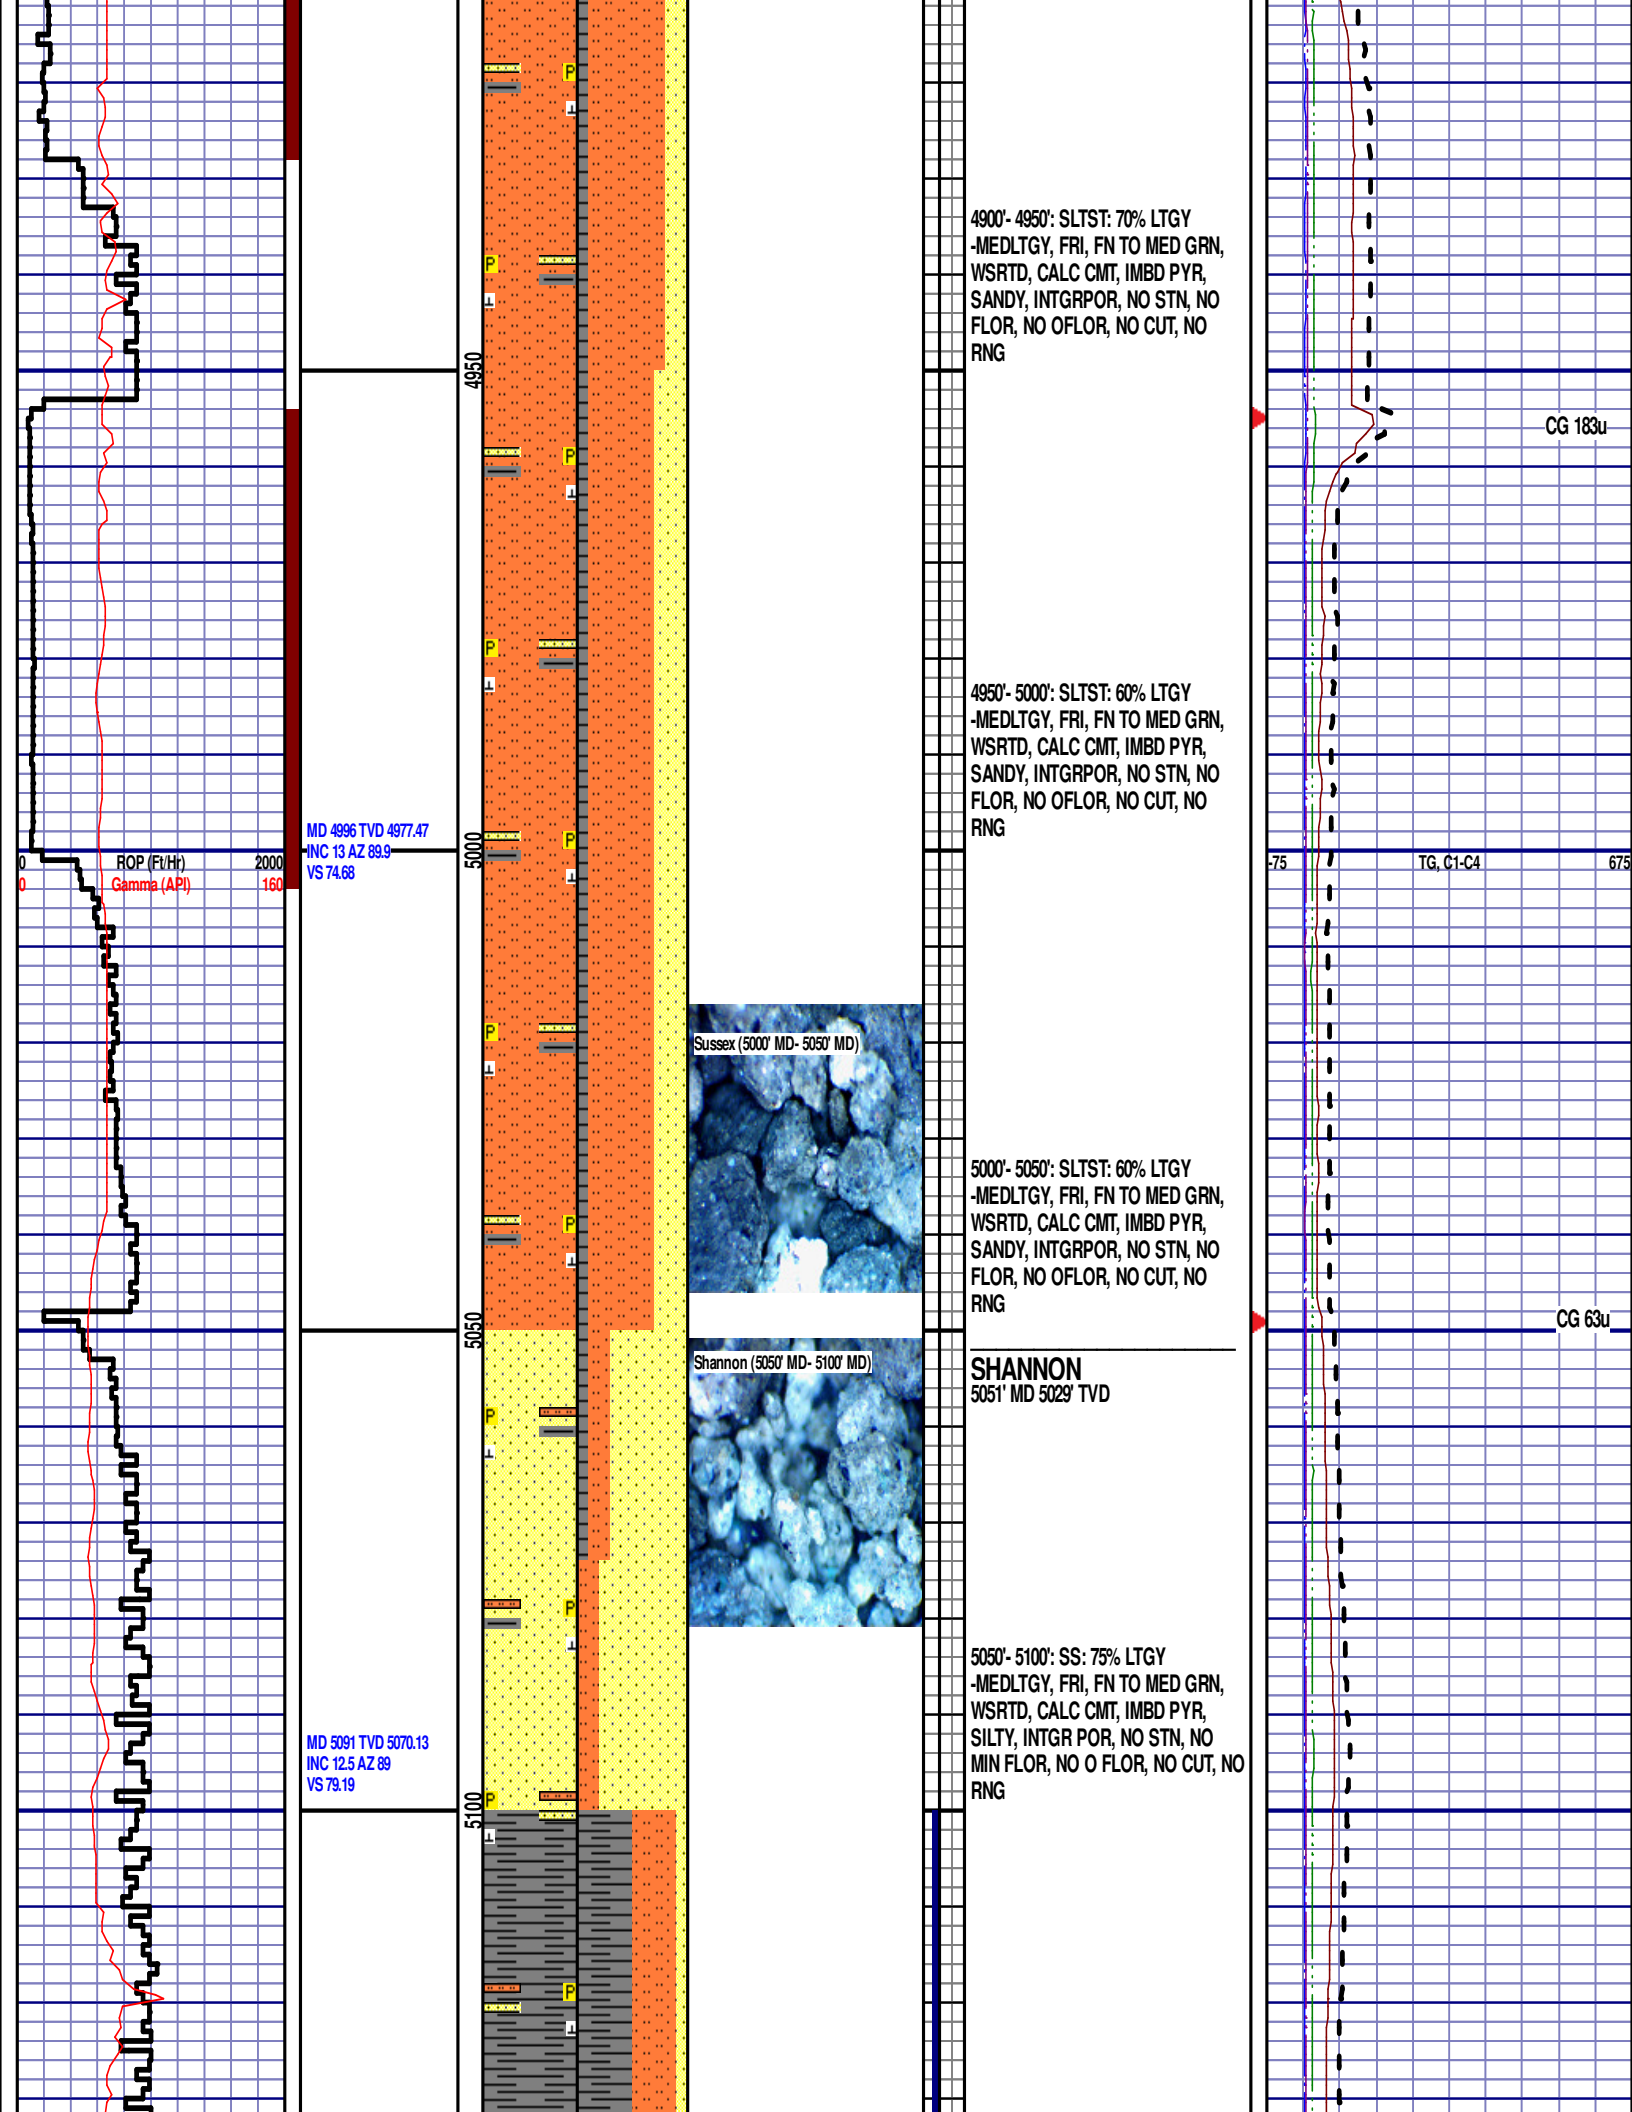 4900'- 4950': SLTST: 70% LTGY
-MEDLTGY, FRI, FN TO MED GRN,
WSRTD, CALC CMT, IMBD PYR,
SANDY, INTGRPOR, NO STN, NO
FLOR, NO OFLOR, NO CUT, NO
RNG
4950
CG 183u
4950'- 5000': SLTST: 60% LTGY
-MEDLTGY, FRI, FN TO MED GRN,
WSRTD, CALC CMT, IMBD PYR,
SANDY, INTGRPOR, NO STN, NO
FLOR, NO OFLOR, NO CUT, NO
RNG
MD 4996 TVD 4977.47
INC 13 AZ 89.9
VS 74.68
5000
0 ROP (Ft/Hr) 2000
0 Gamma (API) 160
-75 TG, C1-C4 675
Sussex (5000' MD- 5050' MD)
5000'- 5050': SLTST: 60% LTGY
-MEDLTGY, FRI, FN TO MED GRN,
WSRTD, CALC CMT, IMBD PYR,
SANDY, INTGRPOR, NO STN, NO
FLOR, NO OFLOR, NO CUT, NO
RNG
5050
CG 63u
Shannon (5050' MD- 5100' MD)
SHANNON
5051' MD 5029' TVD
5050'- 5100': SS: 75% LTGY
-MEDLTGY, FRI, FN TO MED GRN,
WSRTD, CALC CMT, IMBD PYR,
SILTY, INTGR POR, NO STN, NO
MIN FLOR, NO O FLOR, NO CUT, NO
RNG
MD 5091 TVD 5070.13
INC 12.5 AZ 89
VS 79.19
5100
P
P
P
P
P
P
P
P
P
P
P